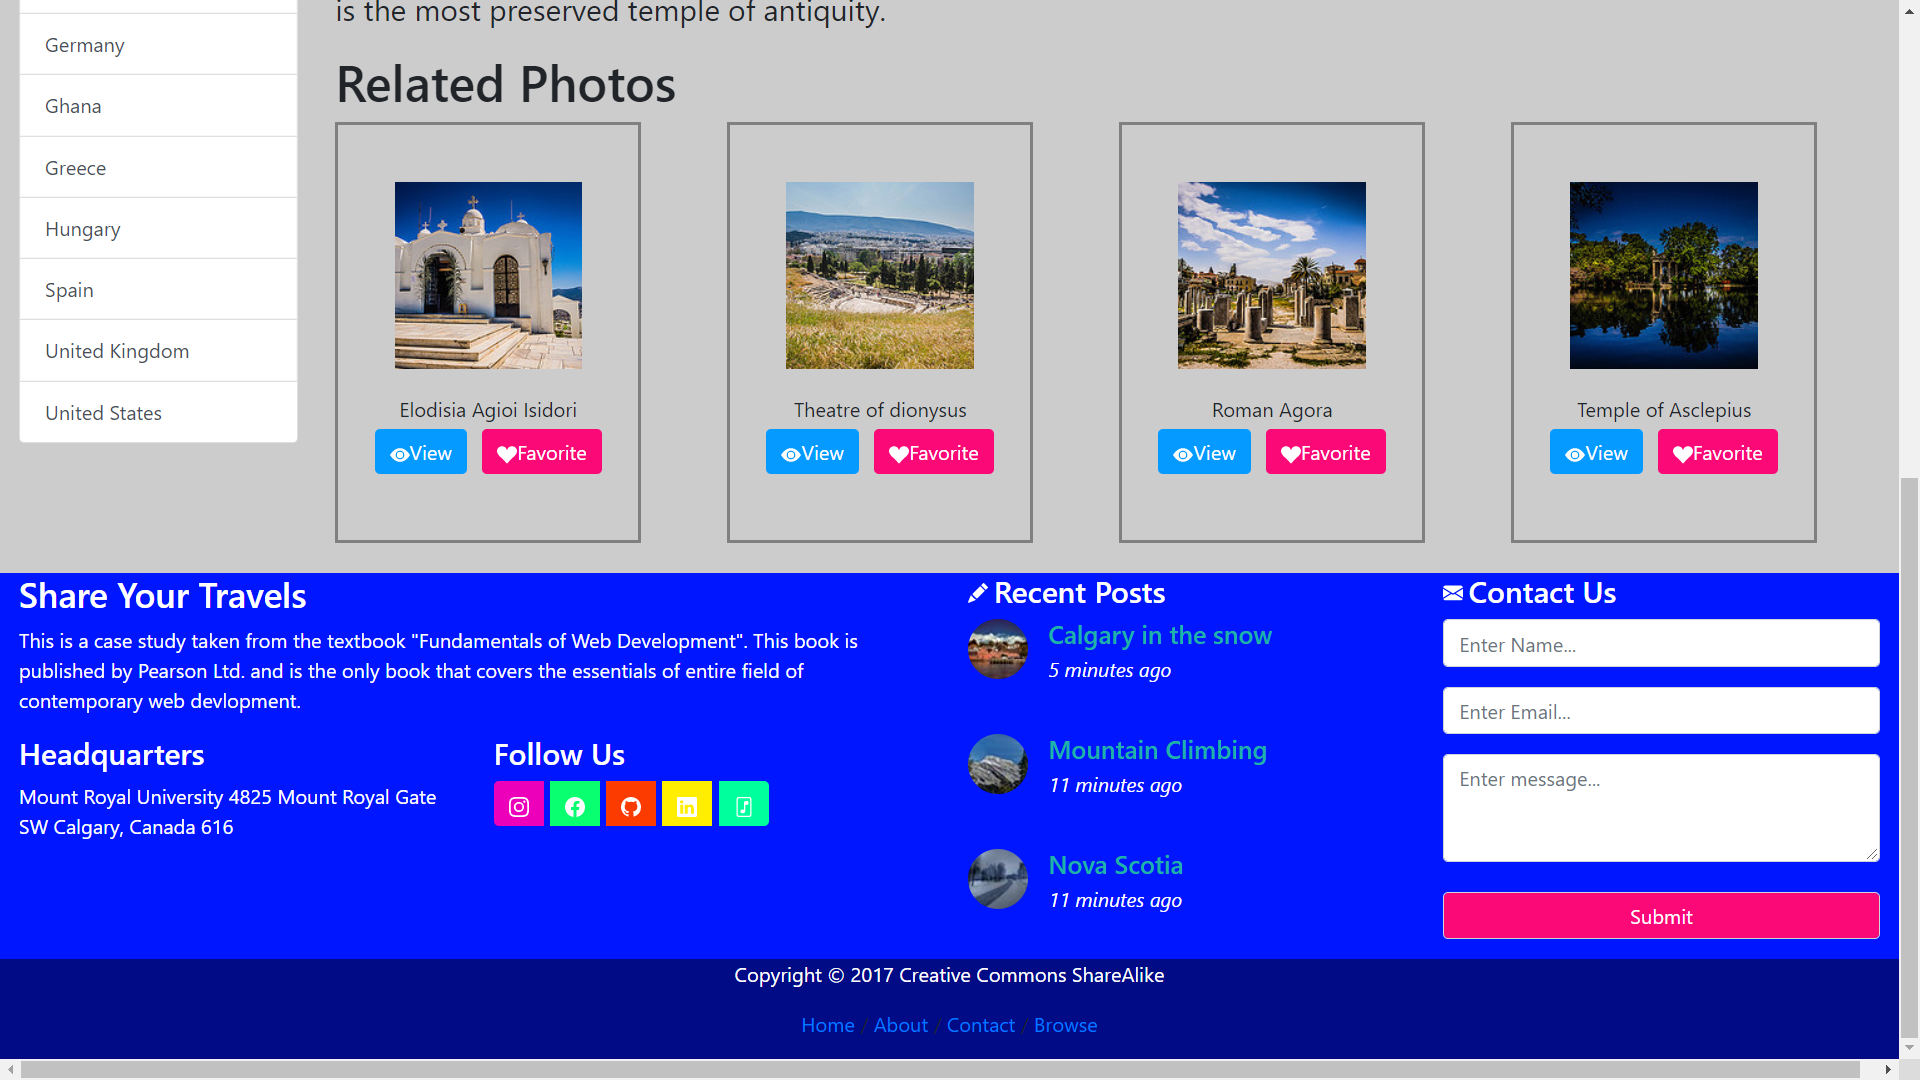 is the most preserved temple of antiquity.
Germany
Ghana
Greece
Hungary
Spain
United Kingdom
United States
Related Photos
Elodisia Agioi Isidori
View Favorite
Theatre of dionysus
View Favorite
Roman Agora
View Favorite
Temple of Asclepius
View Favorite
Share Your Travels
This is a case study taken from the textbook "Fundamentals of Web Development". This book is
published by Pearson Ltd. and is the only book that covers the essentials of entire field of
contemporary web devlopment.
Headquarters
Mount Royal University 4825 Mount Royal Gate
SW Calgary, Canada 616
Follow Us
Recent Posts
Calgary in the snow
5 minutes ago
Mountain Climbing
11 minutes ago
Nova Scotia
11 minutes ago
Contact Us
Enter Name...
Enter Email...
Enter message...
Submit
Copyright © 2017 Creative Commons ShareAlike
Home / About / Contact / Browse